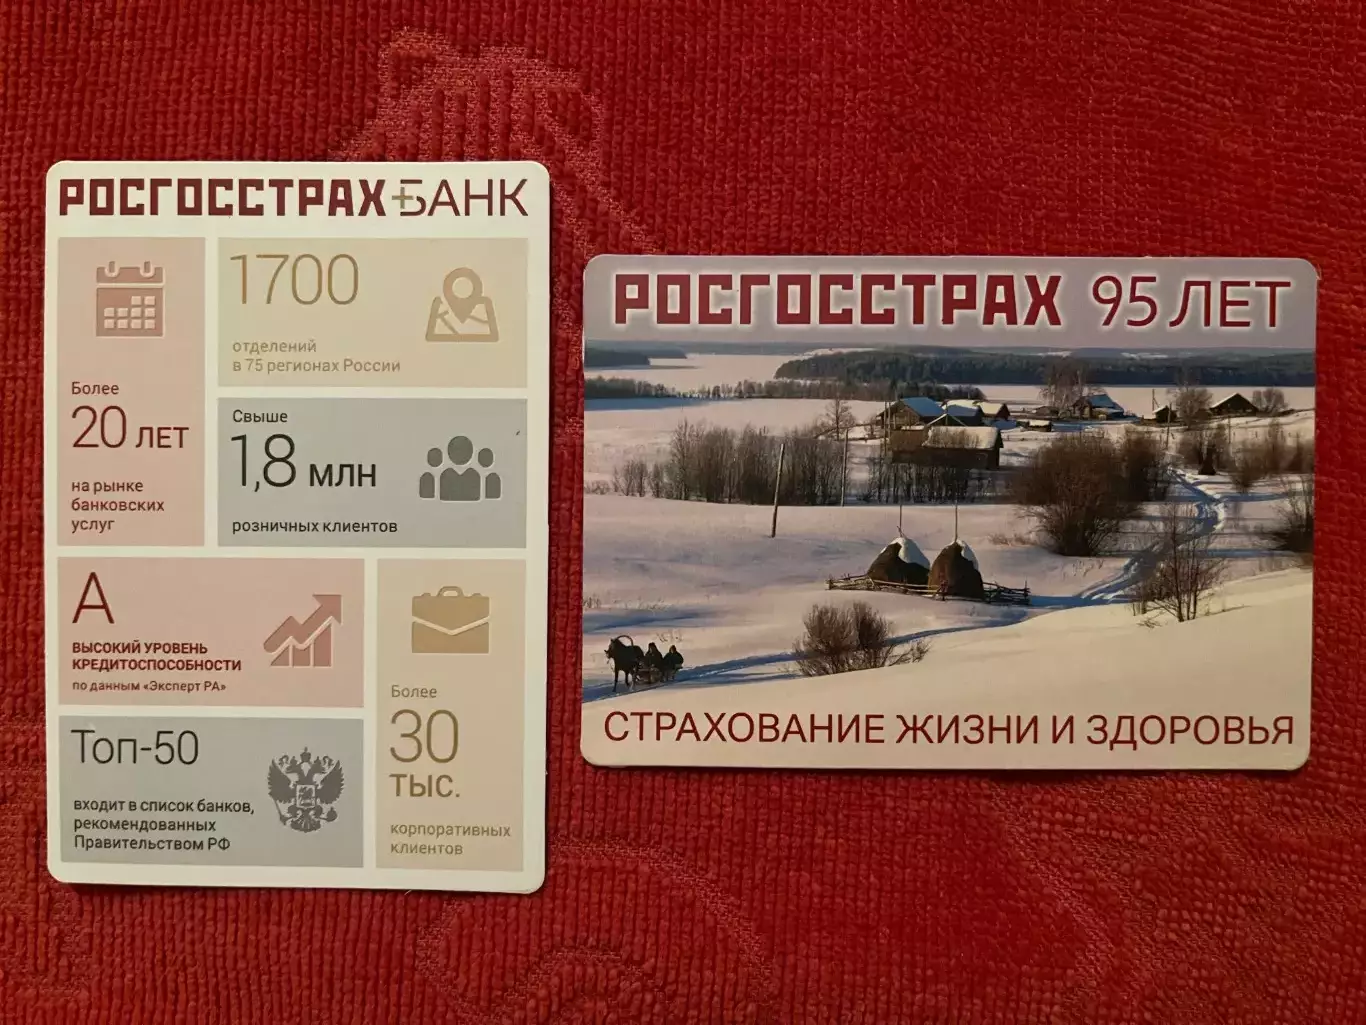 РОСГОССТРАХ БАНК
Более
20 ЛЕТ
на рынке
банковских
услуг
1700
отделений
в 75 регионах России
Свыше
1,8 млн
розничных клиентов
А
ВЫСОКИЙ УРОВЕНЬ
КРЕДИТОСПОСОБНОСТИ
по данным «Эксперт РА»
Топ-50
входит в список банков,
рекомендованных
Правительством РФ
Более
30
тыс.
корпоративных
клиентов
РОСГОССТРАХ 95 ЛЕТ
СТРАХОВАНИЕ ЖИЗНИ И ЗДОРОВЬЯ